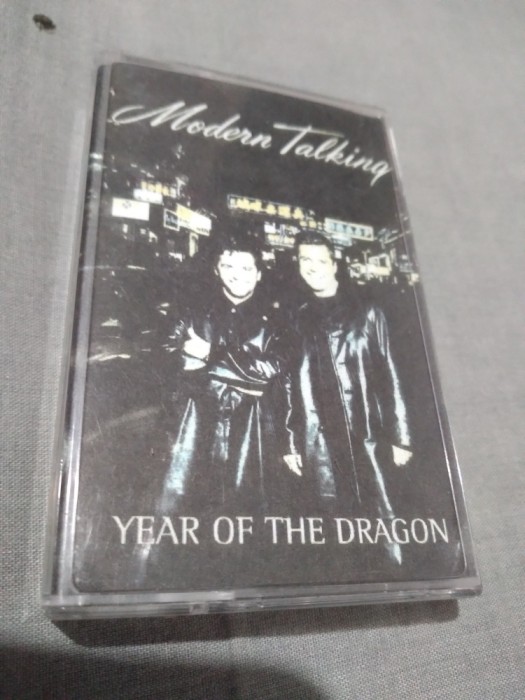 Modern Talking
YEAR OF THE DRAGON